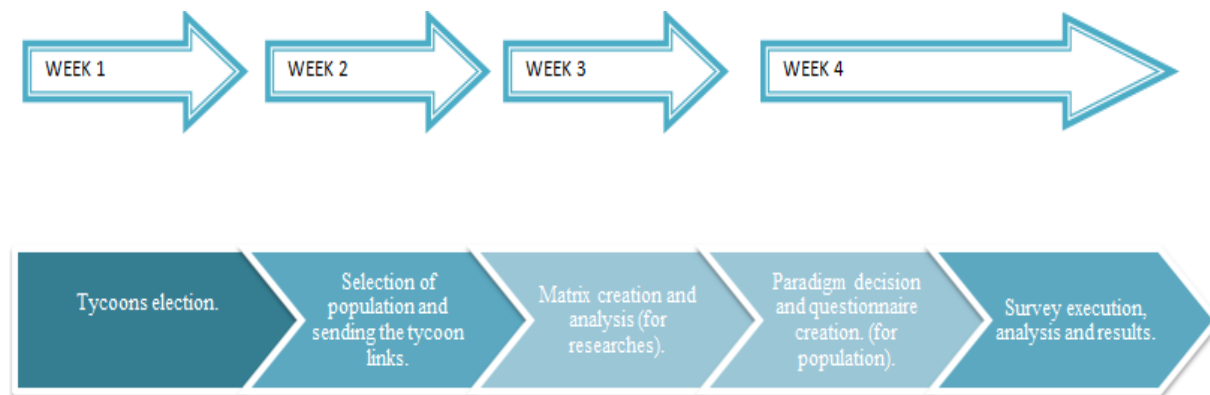 WEEK 1
WEEK 2
WEEK 3
WEEK 4
Tycoons election.
Selection of
population and
sending the tycoon
links.
Matrix creation and
analysis (for
researches).
Paradigm decision
and questionnaire
creation. (for
population).
Survey execution,
analysis and results.